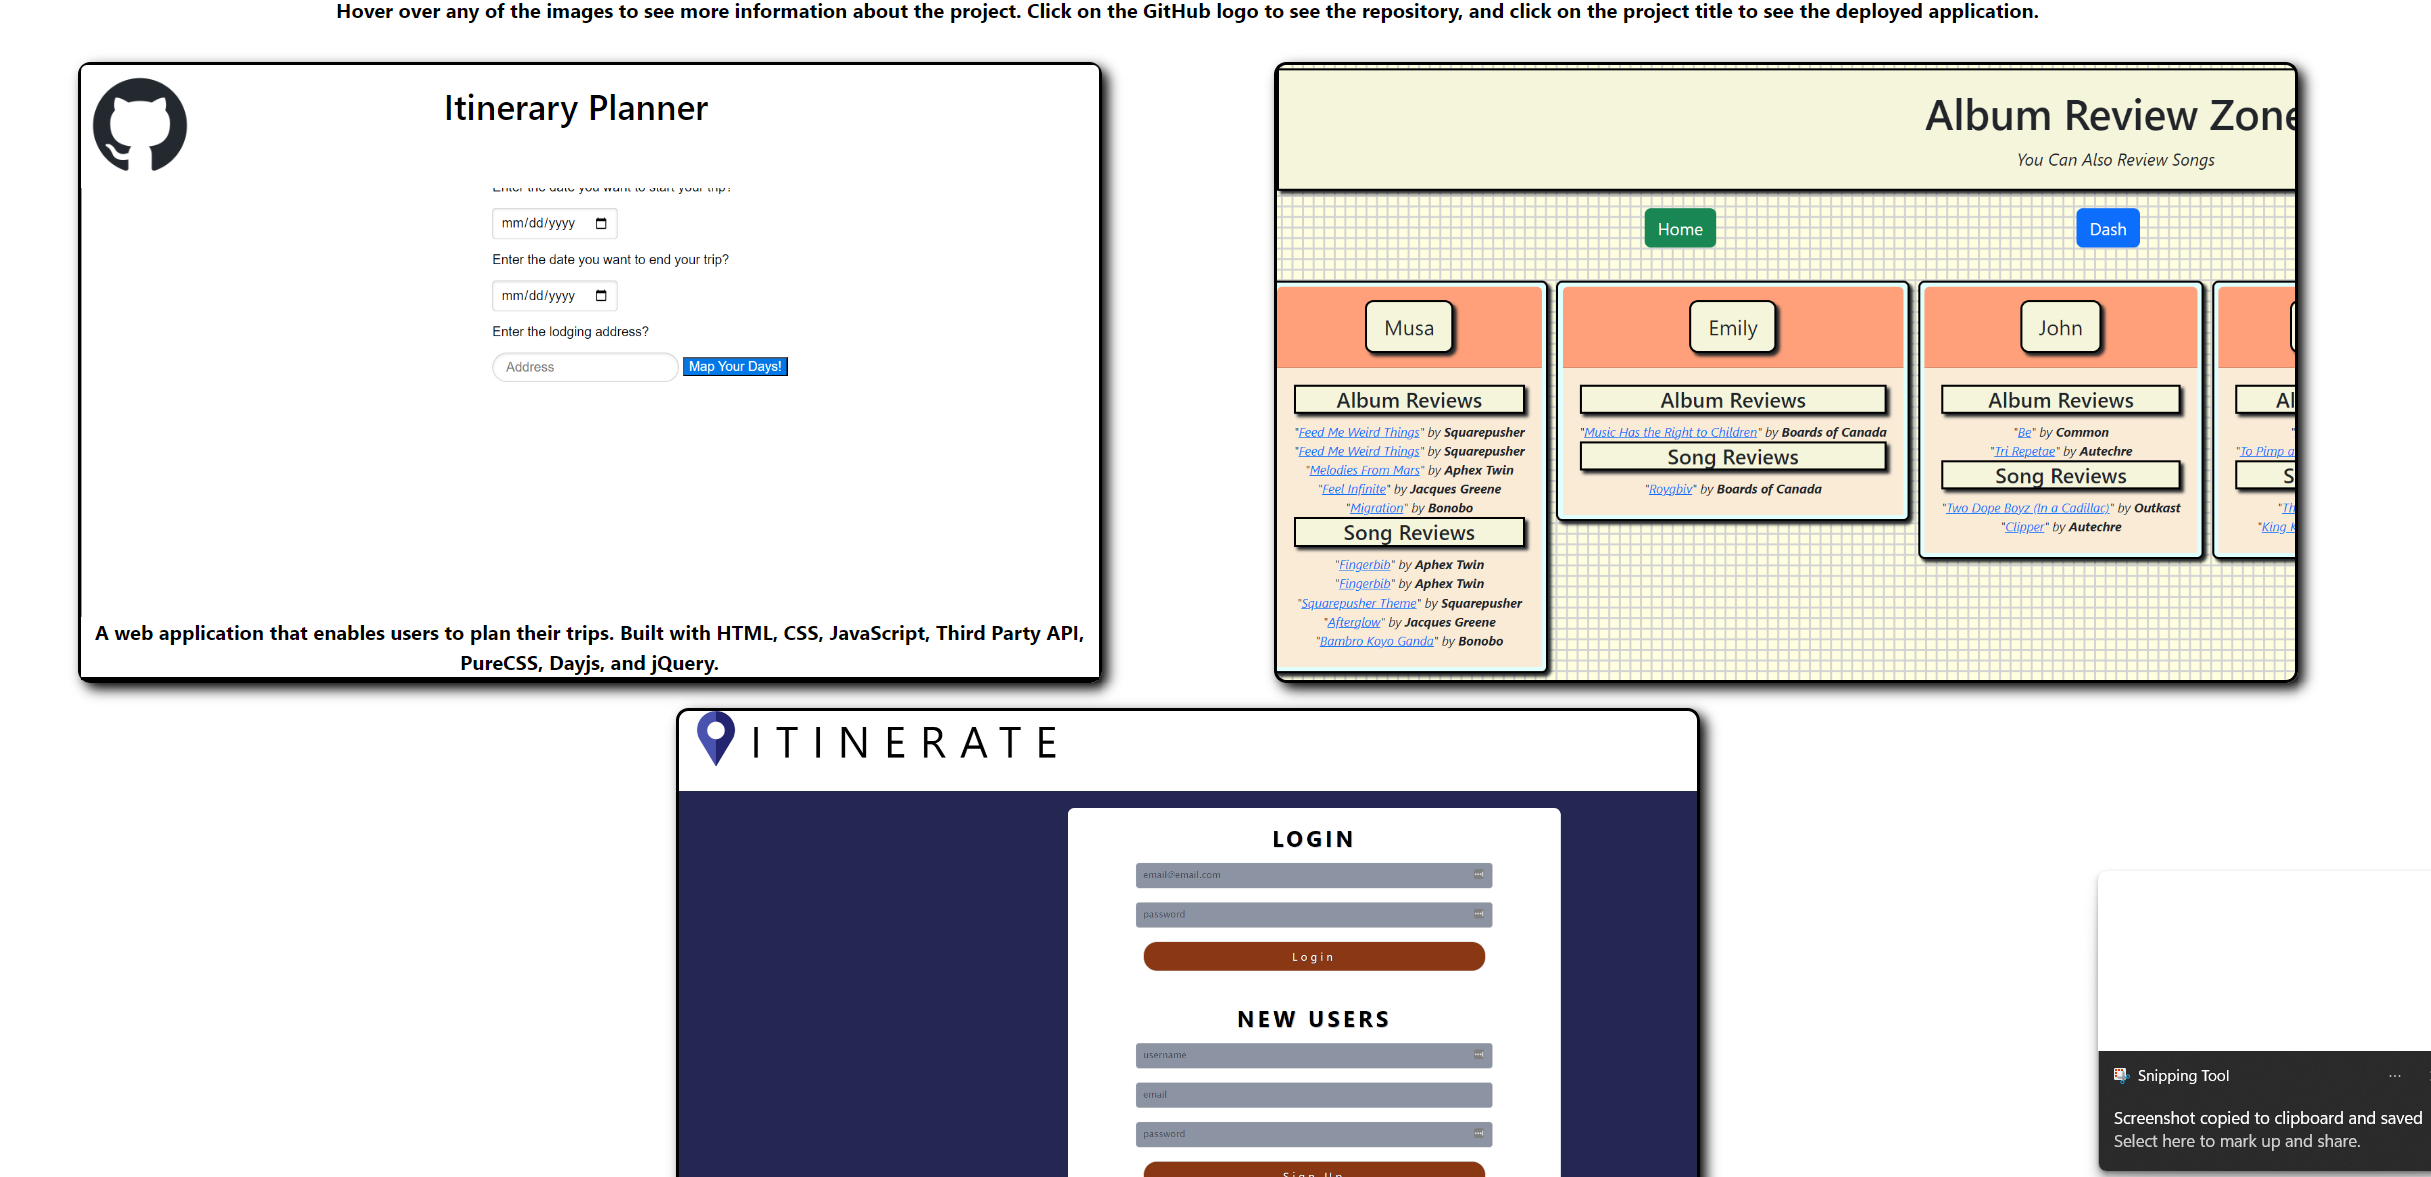 Hover over any of the images to see more information about the project. Click on the GitHub logo to see the repository, and click on the project title to see the deployed application.
Itinerary Planner
Enter the date you want to start your trip?
mm/dd/yyyy
Enter the date you want to end your trip?
mm/dd/yyyy
Enter the lodging address?
Address
Map Your Days!
A web application that enables users to plan their trips. Built with HTML, CSS, JavaScript, Third Party API,
PureCSS, Dayjs, and jQuery.
Album Review Zone
You Can Also Review Songs
Home
Dash
Musa
Album Reviews
"Feed Me Weird Things" by Squarepusher
"Feed Me Weird Things" by Squarepusher
"Melodies From Mars" by Aphex Twin
"Feel Infinite" by Jacques Greene
"Migration" by Bonobo
Song Reviews
"Fingerbib" by Aphex Twin
"Fingerbib" by Aphex Twin
"Squarepusher Theme" by Squarepusher
"Afterglow" by Jacques Greene
"Bambro Koyo Ganda" by Bonobo
Emily
Album Reviews
"Music Has the Right to Children" by Boards of Canada
Song Reviews
"Roygbiv" by Boards of Canada
John
Album Reviews
"Be" by Common
"Tri Repetae" by Autechre
Song Reviews
"Two Dope Boyz (In a Cadillac)" by Outkast
"Clipper" by Autechre
Al
"To Pimp a
S
"Th
"King K
ITINERATE
LOGIN
email@email.com
password
Login
NEW USERS
username
email
password
Sign Up
Snipping Tool
Screenshot copied to clipboard and saved
Select here to mark up and share.